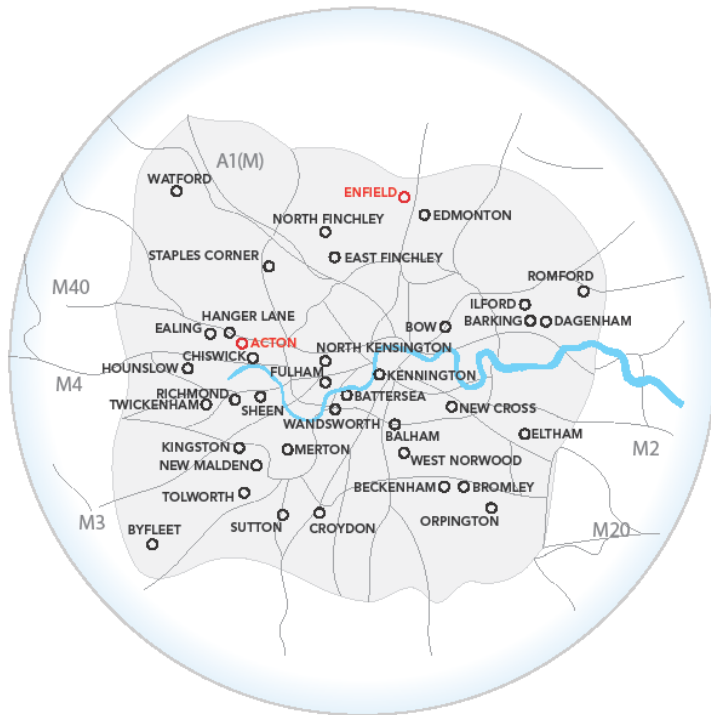 A1(M)
WATFORD
ENFIELD
NORTH FINCHLEY
EDMONTON
STAPLES CORNER
EAST FINCHLEY
ROMFORD
M40
ILFORD
HANGER LANE
EALING
BOW
BARKING
DAGENHAM
ACTON
NORTH KENSINGTON
CHISWICK
HOUNSLOW
FULHAM
KENNINGTON
M4
RICHMOND
BATTERSEA
TWICKENHAM
SHEEN
NEW CROSS
WANDSWORTH
BALHAM
ELTHAM
KINGSTON
MERTON
M2
NEW MALDEN
WEST NORWOOD
TOLWORTH
BECKENHAM
BROMLEY
M3
BYFLEET
SUTTON
CROYDON
ORPINGTON
M20